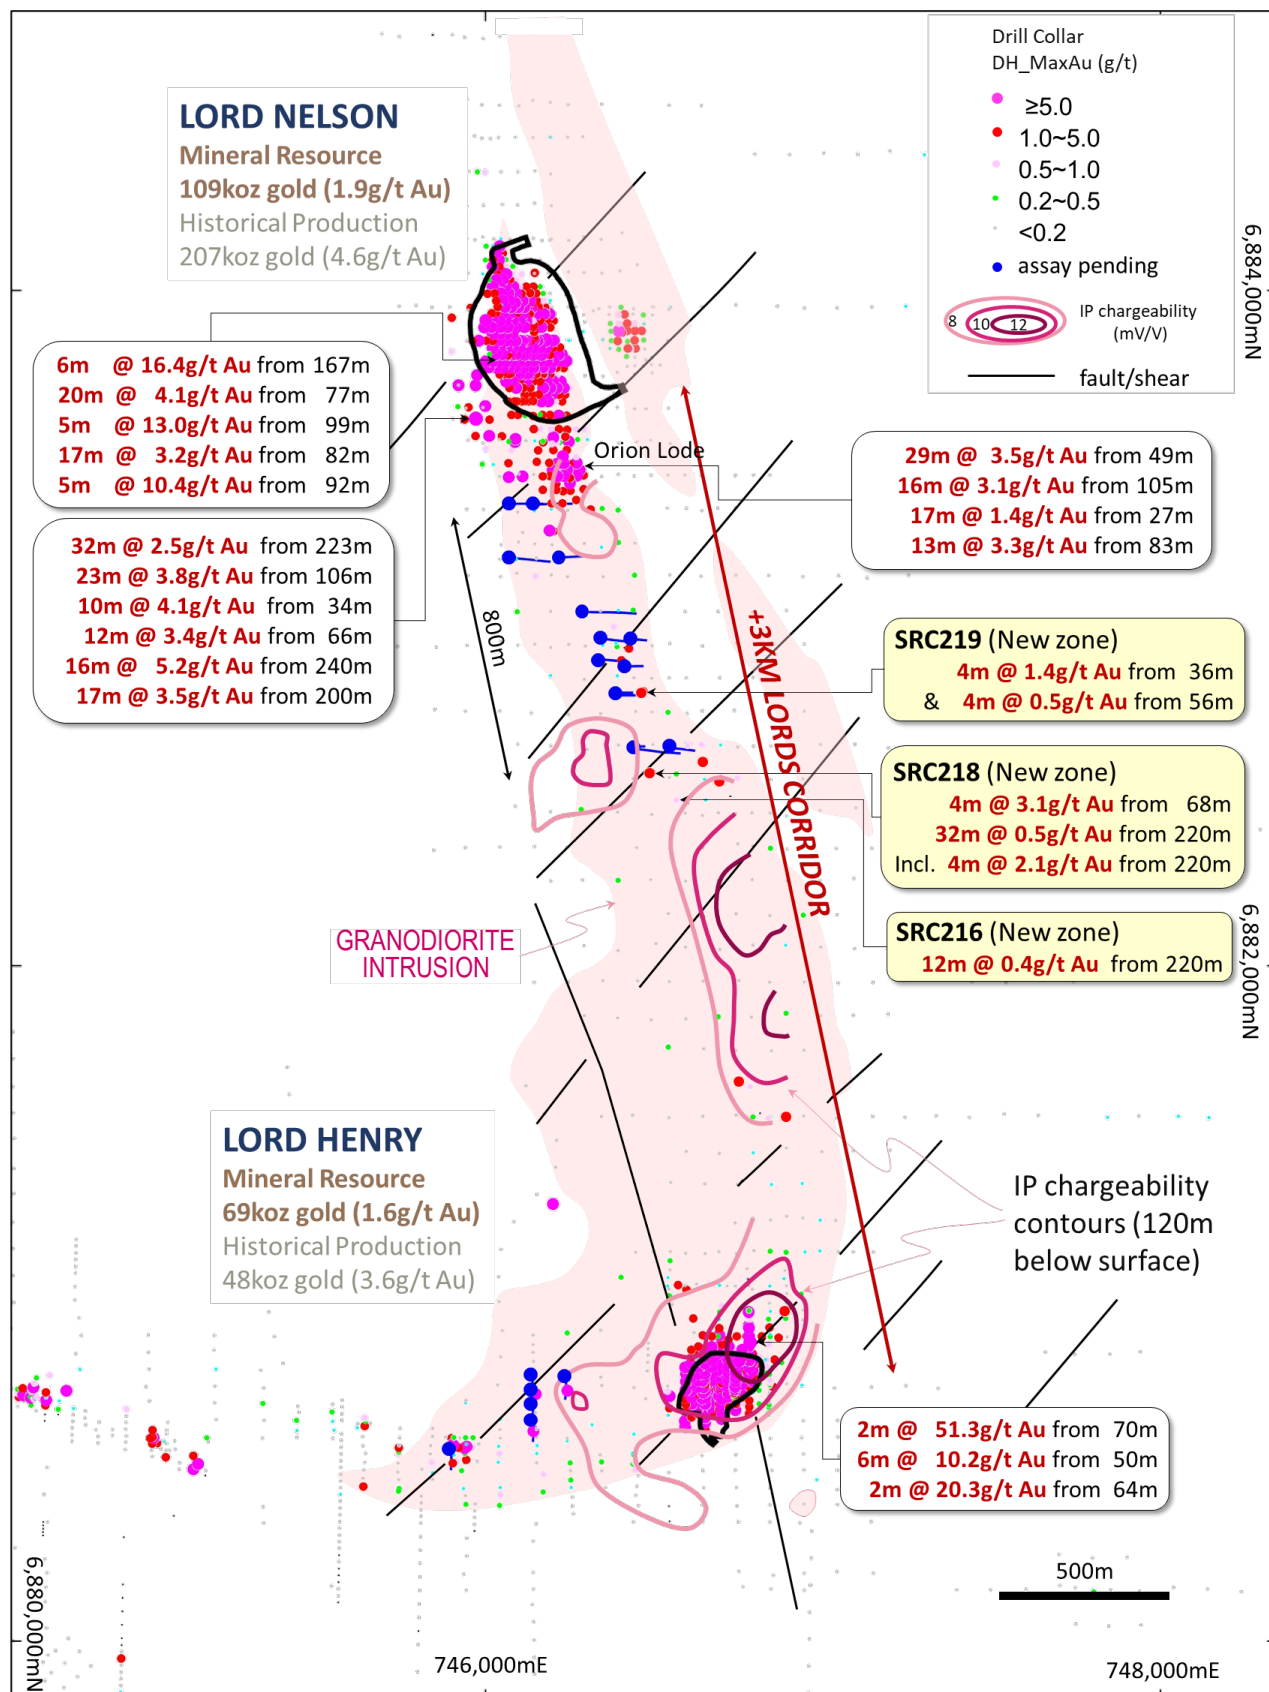 Drill Collar
DH_MaxAu (g/t)
≥5.0
1.0~5.0
0.5~1.0
0.2~0.5
<0.2
assay pending
8 10 12
IP chargeability
(mV/V)
fault/shear
LORD NELSON
Mineral Resource
109koz gold (1.9g/t Au)
Historical Production
207koz gold (4.6g/t Au)
6,884,000mN
6m @ 16.4g/t Au from 167m
20m @ 4.1g/t Au from 77m
5m @ 13.0g/t Au from 99m
17m @ 3.2g/t Au from 82m
5m @ 10.4g/t Au from 92m
Orion Lode
29m @ 3.5g/t Au from 49m
16m @ 3.1g/t Au from 105m
17m @ 1.4g/t Au from 27m
13m @ 3.3g/t Au from 83m
32m @ 2.5g/t Au from 223m
23m @ 3.8g/t Au from 106m
10m @ 4.1g/t Au from 34m
12m @ 3.4g/t Au from 66m
16m @ 5.2g/t Au from 240m
17m @ 3.5g/t Au from 200m
800m
+3KM LORDS CORRIDOR
SRC219 (New zone)
4m @ 1.4g/t Au from 36m
& 4m @ 0.5g/t Au from 56m
SRC218 (New zone)
4m @ 3.1g/t Au from 68m
32m @ 0.5g/t Au from 220m
Incl. 4m @ 2.1g/t Au from 220m
SRC216 (New zone)
12m @ 0.4g/t Au from 220m
6,882,000mN
GRANODIORITE
INTRUSION
LORD HENRY
Mineral Resource
69koz gold (1.6g/t Au)
Historical Production
48koz gold (3.6g/t Au)
IP chargeability
contours (120m
below surface)
2m @ 51.3g/t Au from 70m
6m @ 10.2g/t Au from 50m
2m @ 20.3g/t Au from 64m
500m
6,880,000mN
746,000mE
748,000mE